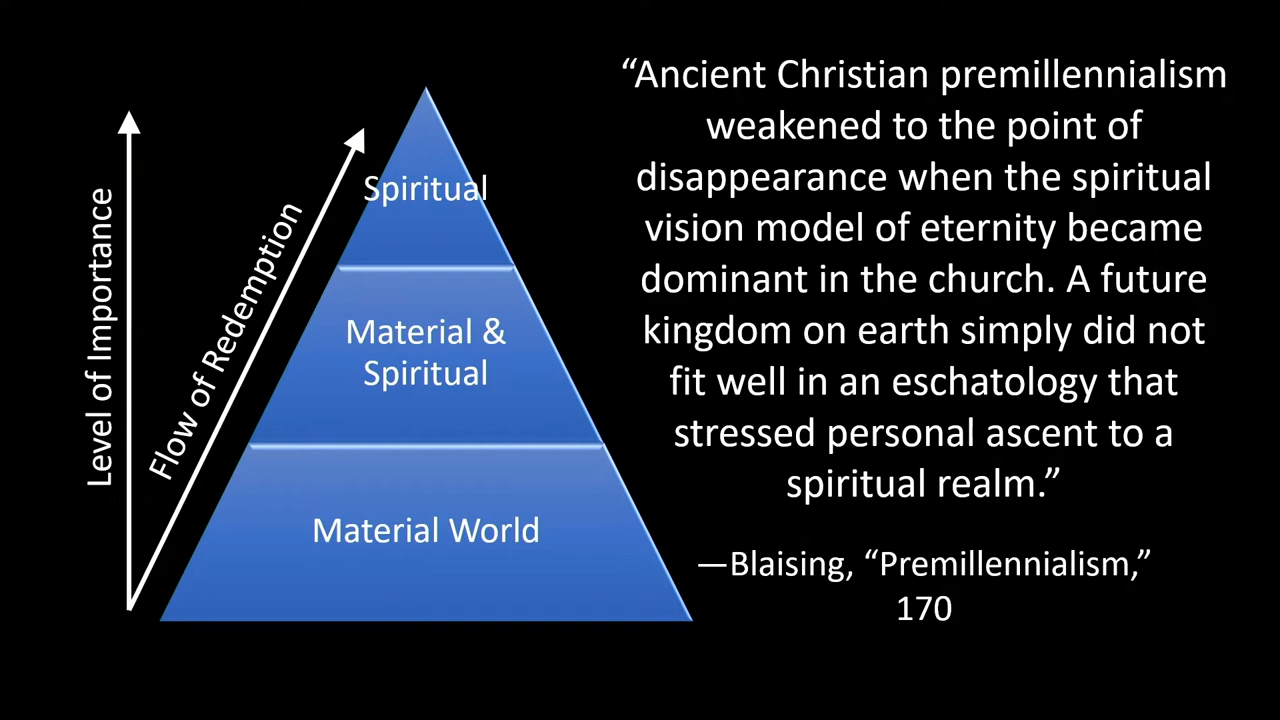 Level of Importance
Flow of Redemption
Spiritual
Material &
Spiritual
Material World
“Ancient Christian premillennialism
weakened to the point of
disappearance when the spiritual
vision model of eternity became
dominant in the church. A future
kingdom on earth simply did not
fit well in an eschatology that
stressed personal ascent to a
spiritual realm.”
—Blaising, “Premillennialism,”
170